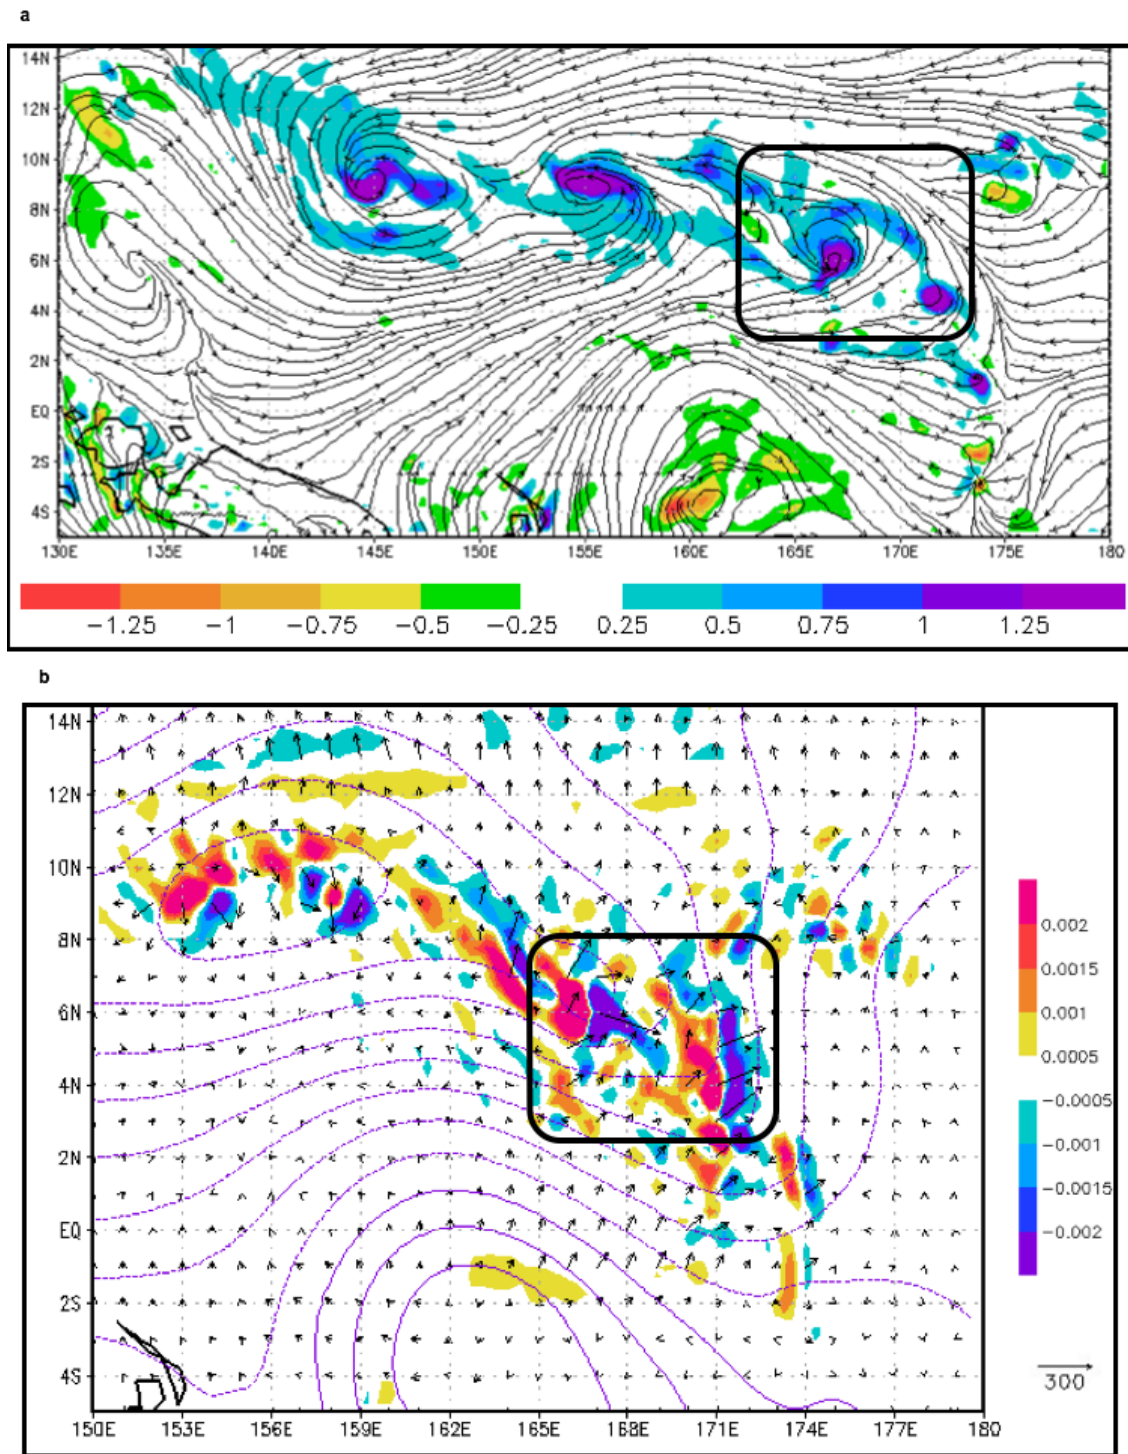 a
14N
12N
10N
8N
6N
4N
2N
EQ
2S
4S
130E 135E 140E 145E 150E 155E 160E 165E 170E 175E 180
−1.25 −1 −0.75 −0.5 −0.25 0.25 0.5 0.75 1 1.25
b
14N
12N
10N
8N
6N
4N
2N
EQ
2S
4S
150E 153E 156E 159E 162E 165E 168E 171E 174E 177E 180
0.002
0.0015
0.001
0.0005
−0.0005
−0.001
−0.0015
−0.002
300